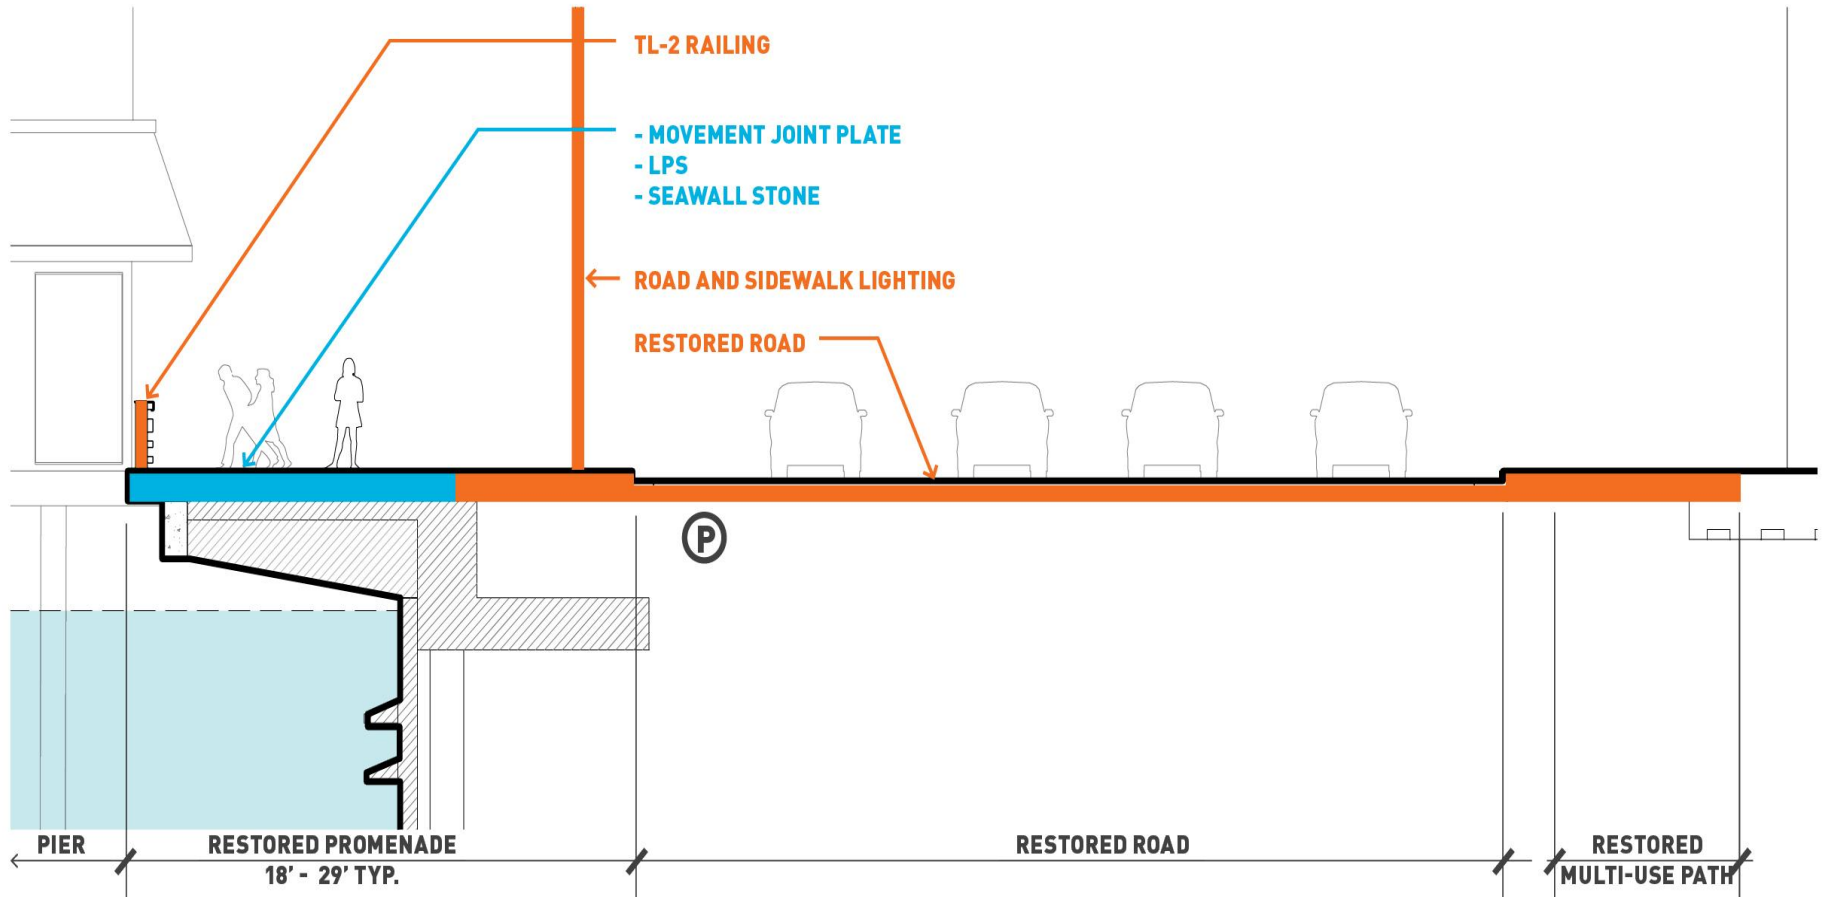 TL-2 RAILING
- MOVEMENT JOINT PLATE
- LPS
- SEAWALL STONE
ROAD AND SIDEWALK LIGHTING
RESTORED ROAD
P
PIER
RESTORED PROMENADE
18' - 29' TYP.
RESTORED ROAD
RESTORED
MULTI-USE PATH